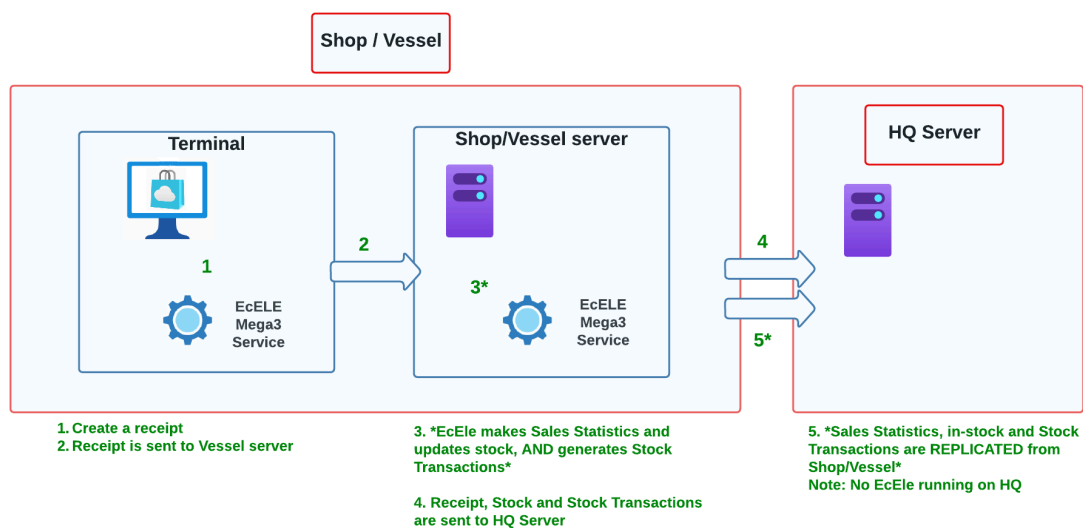 Shop / Vessel
HQ Server
Terminal
Shop/Vessel server
1
2
3*
4
5*
EcELE
Mega3
Service
EcELE
Mega3
Service
1. Create a receipt
2. Receipt is sent to Vessel server
3. *EcEle makes Sales Statistics and
updates stock, AND generates Stock
Transactions*
4. Receipt, Stock and Stock Transactions
are sent to HQ Server
5. *Sales Statistics, in-stock and Stock
Transactions are REPLICATED from
Shop/Vessel*
Note: No EcEle running on HQ